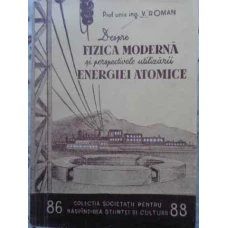 Prof. univ. ing. V. ROMAN
Despre
FIZICA MODERNĂ
și perspectivele utilizării
ENERGIEI ATOMICE
86
COLECȚIA SOCIETĂȚII PENTRU
RĂSPÎNDIREA ȘTIINȚEI ȘI CULTURII
88